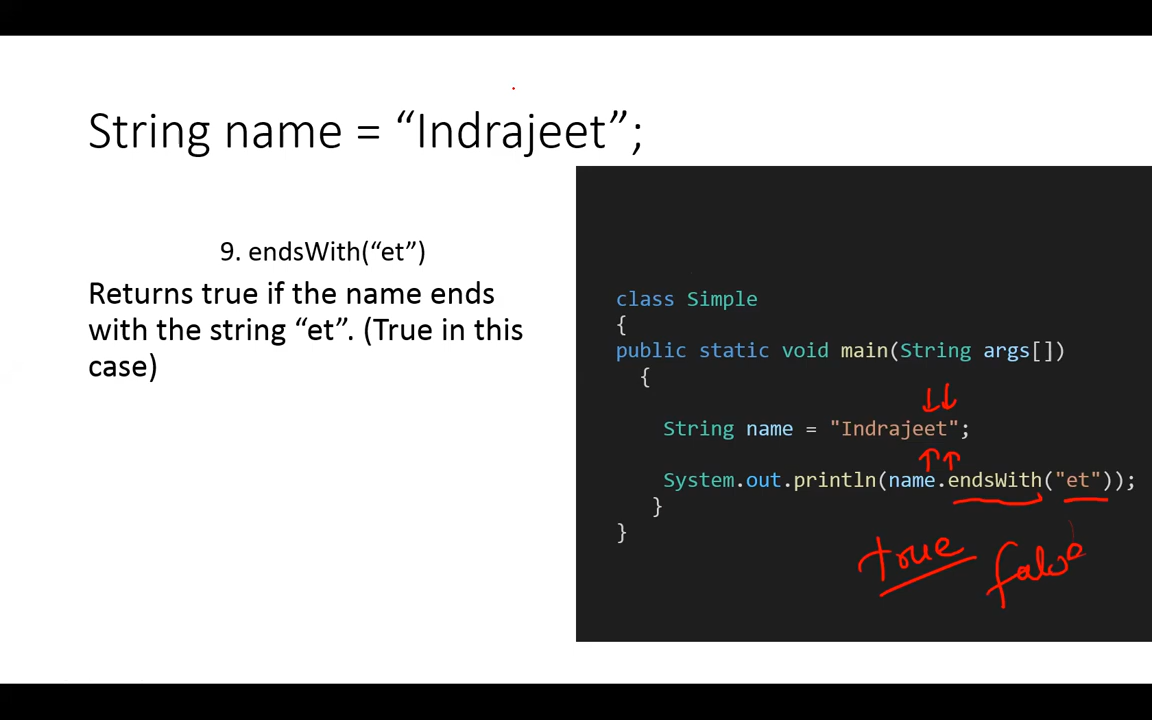 String name = “Indrajeet”;
9. endsWith(“et”)
Returns true if the name ends
with the string “et”. (True in this
case)
class Simple
{
public static void main(String args[])
{
String name = "Indrajeet";
System.out.println(name.endsWith("et"));
}
}
true false